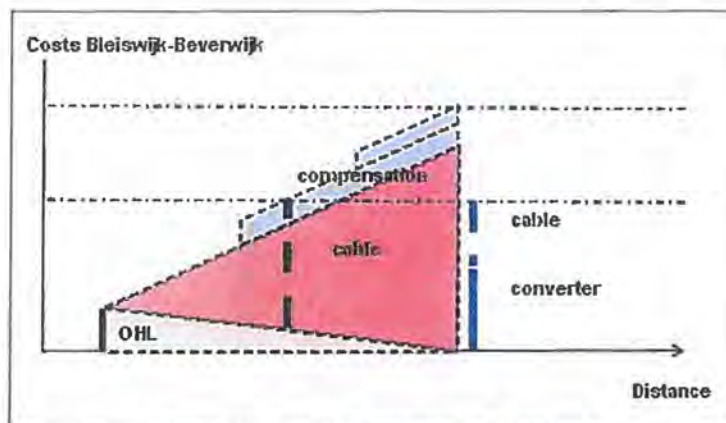 Costs Bleiswijk-Beverwijk
compensation
cable
cable
converter
OHL
Distance